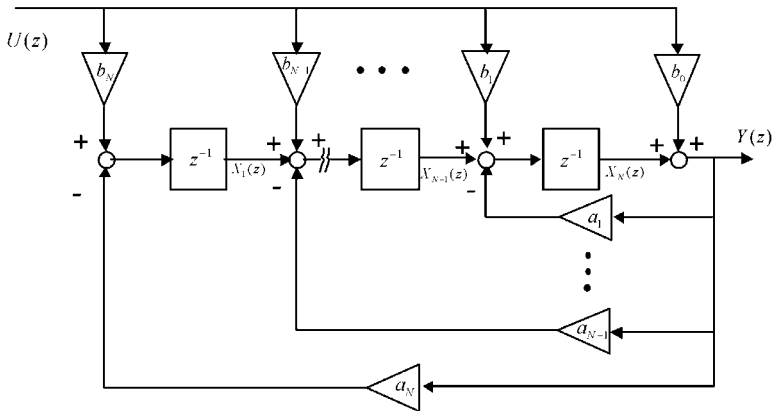 U(z)
b_N
b_{N-1}
• • •
b_1
b_0
+
+
+
+
+
+
+
Y(z)
z^{-1}
z^{-1}
z^{-1}
X_1(z)
X_{N-1}(z)
X_N(z)
-
-
-
a_1
a_{N-1}
a_N